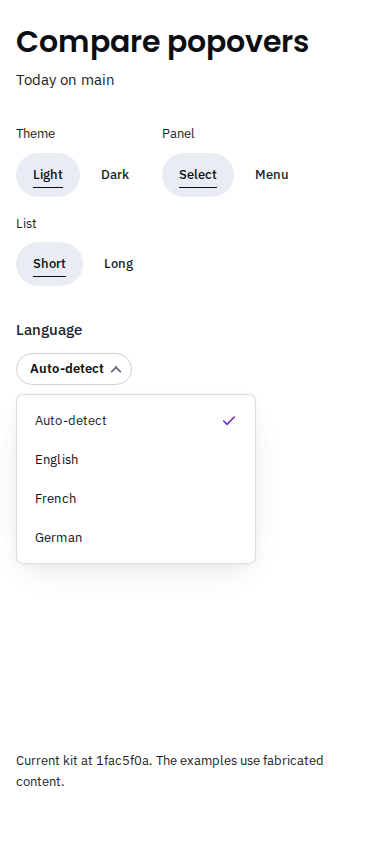 Compare popovers
Today on main
Theme
Light
Dark
Panel
Select
Menu
List
Short
Long
Language
Auto-detect
Auto-detect
English
French
German
Current kit at 1fac5f0a. The examples use fabricated
content.